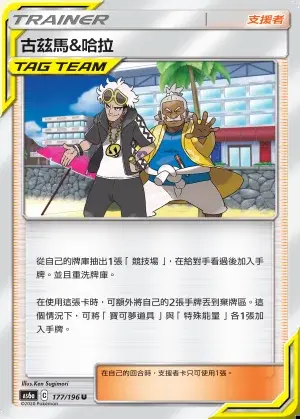 TRAINER
支援者
古茲馬&哈拉
TAG TEAM
從自己的牌庫抽出1張「競技場」,在給對手看過後加入手
牌。並且重洗牌庫。
在使用這張卡時,可額外將自己的2張手牌丟到棄牌區。這
個情況下,可將「寶可夢道具」與「特殊能量」各1張加
入手牌。
Illus.Ken Sugimori
AS6a C 177/196 U
©2020 Pokémon
在自己的回合時,支援者卡只可使用1張。